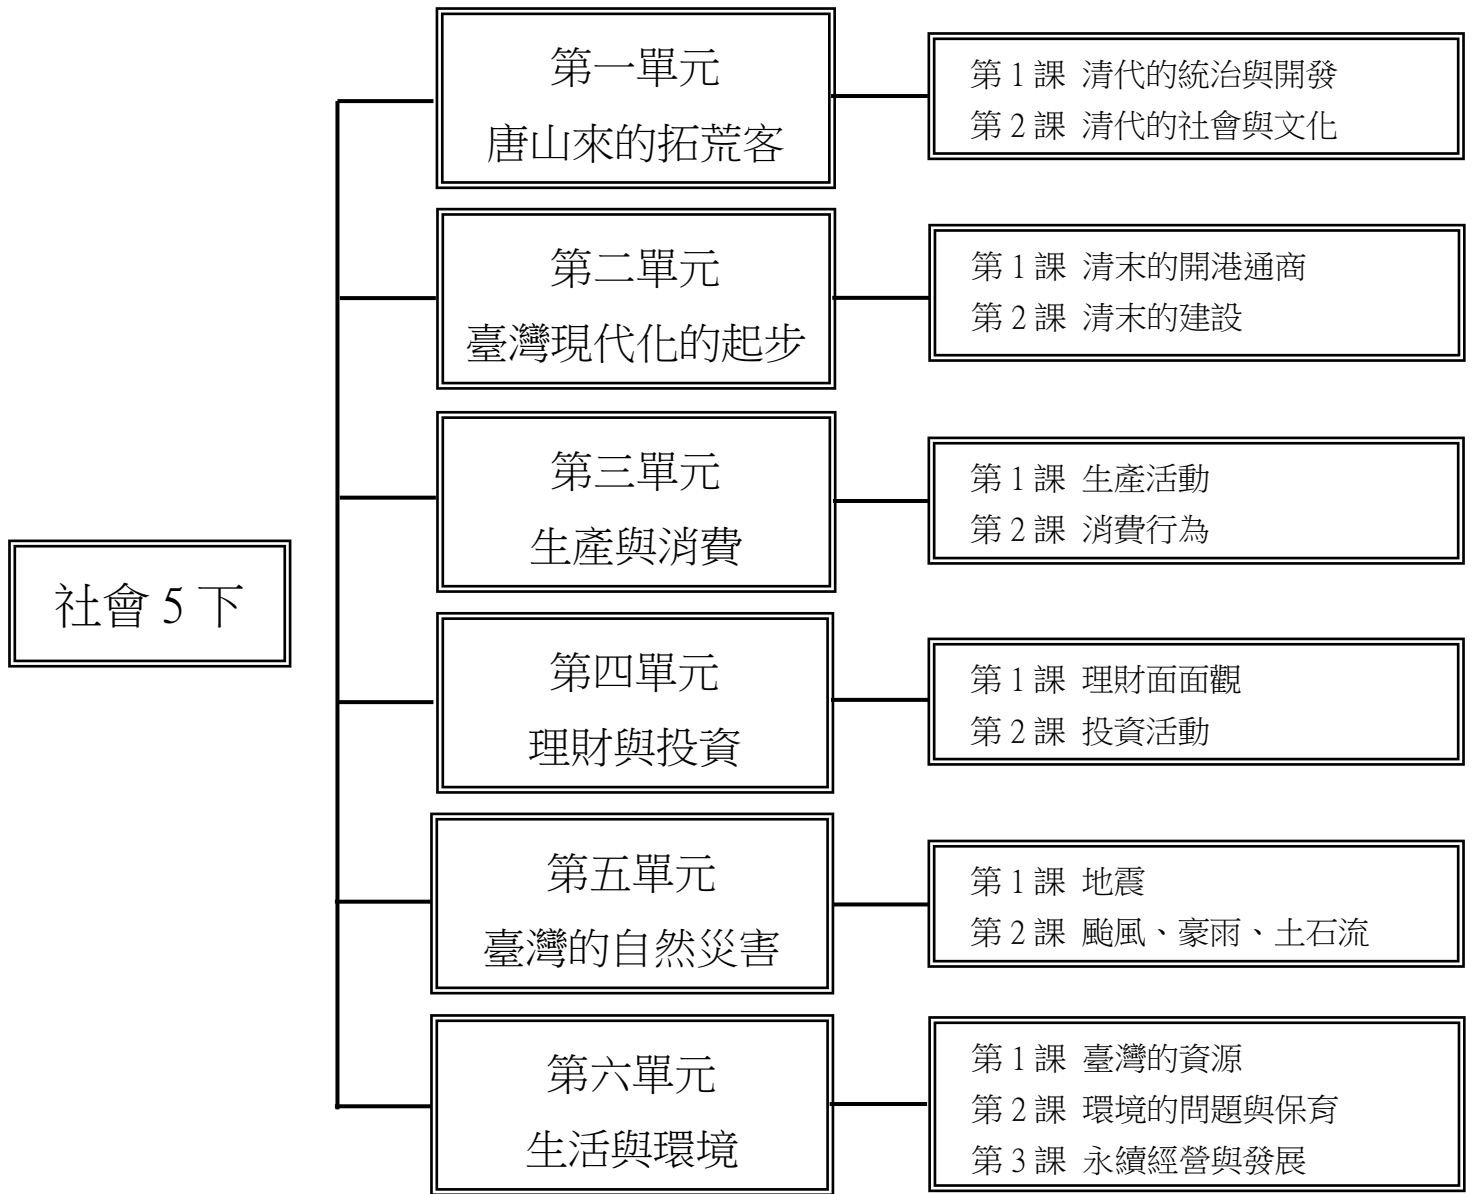 社會 5 下
第一單元
唐山來的拓荒客
第 1 課 清代的統治與開發
第 2 課 清代的社會與文化
第二單元
臺灣現代化的起步
第 1 課 清末的開港通商
第 2 課 清末的建設
第三單元
生產與消費
第 1 課 生產活動
第 2 課 消費行為
第四單元
理財與投資
第 1 課 理財面面觀
第 2 課 投資活動
第五單元
臺灣的自然災害
第 1 課 地震
第 2 課 颱風、豪雨、土石流
第六單元
生活與環境
第 1 課 臺灣的資源
第 2 課 環境的問題與保育
第 3 課 永續經營與發展